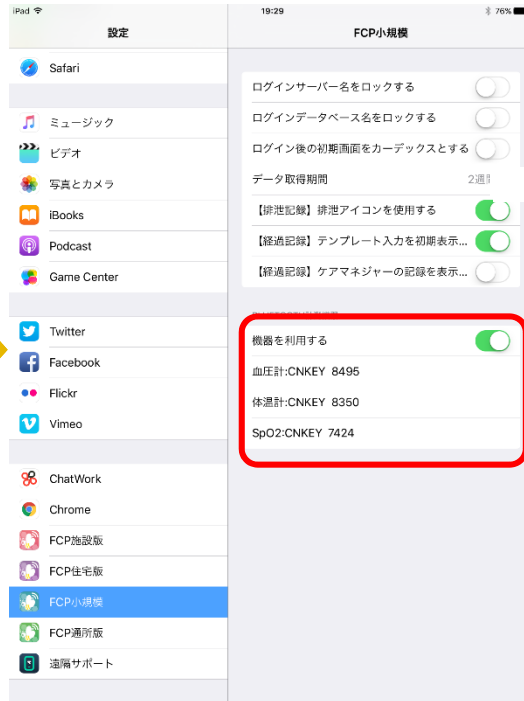 iPad 19:29 76%
設定
FCP小規模
Safari
ミュージック
ビデオ
写真とカメラ
iBooks
Podcast
Game Center
Twitter
Facebook
Flickr
Vimeo
ChatWork
Chrome
FCP施設版
FCP住宅版
FCP小規模
FCP通所版
遠隔サポート
ログインサーバー名をロックする
ログインデータベース名をロックする
ログイン後の初期画面をカーデックスとする
データ取得期間 2週
【排泄記録】排泄アイコンを使用する
【経過記録】テンプレート入力を初期表示...
【経過記録】ケアマネジャーの記録を表示...
機器を利用する
血圧計:CNKEY 8495
体温計:CNKEY 8350
SpO2:CNKEY 7424